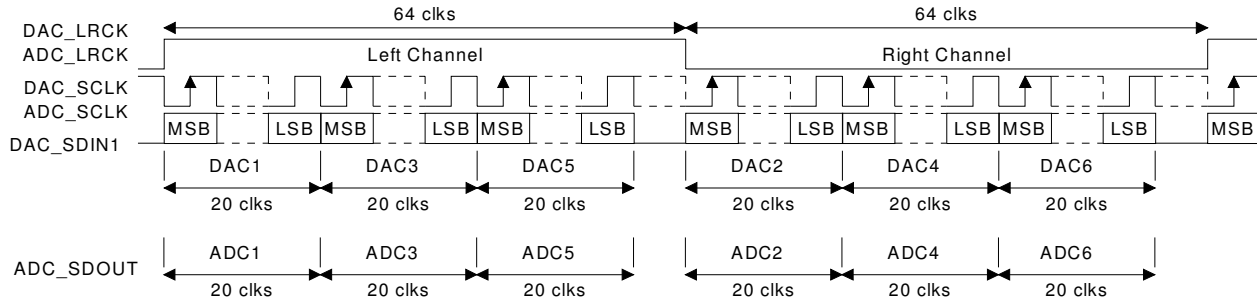 64 clks 64 clks
DAC_LRCK
ADC_LRCK Left Channel Right Channel
DAC_SCLK
ADC_SCLK
MSB LSB MSB LSB MSB LSB MSB LSB MSB LSB MSB LSB MSB
DAC_SDIN1
DAC1 DAC3 DAC5 DAC2 DAC4 DAC6
20 clks 20 clks 20 clks 20 clks 20 clks 20 clks
ADC1 ADC3 ADC5 ADC2 ADC4 ADC6
ADC_SDOUT
20 clks 20 clks 20 clks 20 clks 20 clks 20 clks